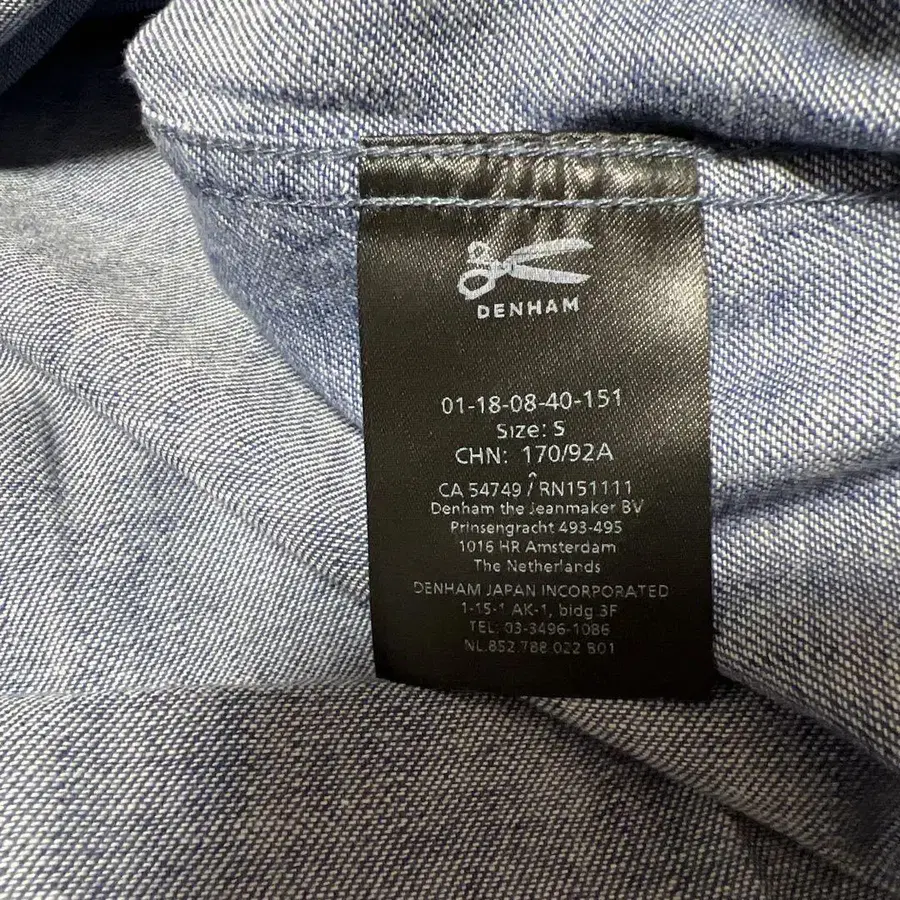 DENHAM
01-18-08-40-151
Size: S
CHN: 170/92A
CA 54749 / RN151111
Denham the Jeanmaker BV
Prinsengracht 493-495
1016 HR Amsterdam
The Netherlands
DENHAM JAPAN INCORPORATED
1-15-1 AK-1, bldg 3F
TEL: 03-3496-1086
NL.852.788.022 B01